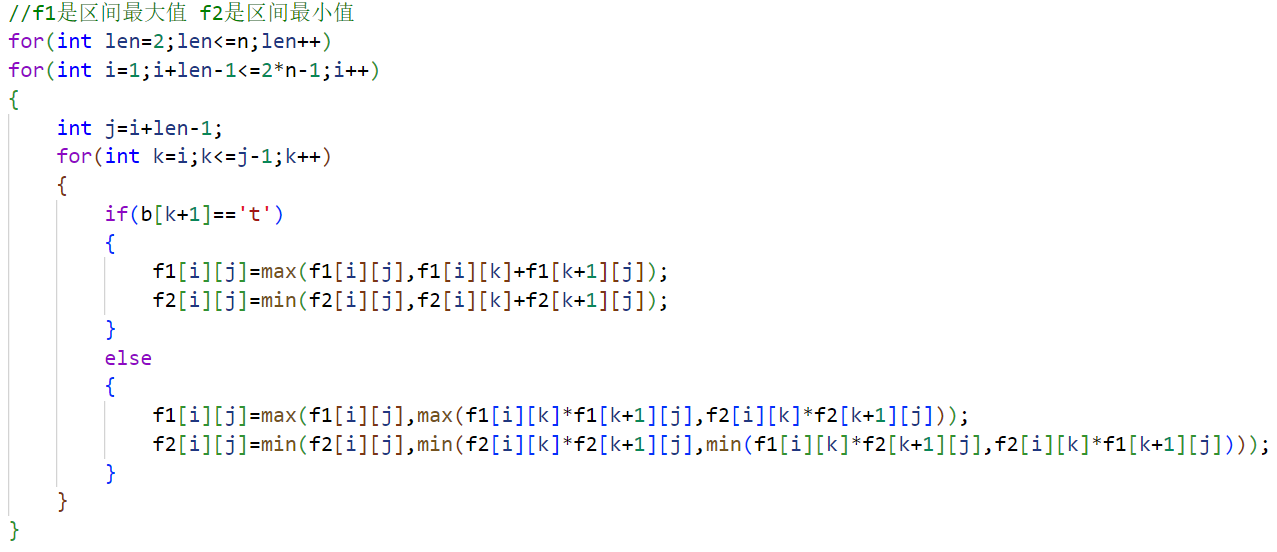 //f1是区间最大值 f2是区间最小值
for(int len=2;len<=n;len++)
for(int i=1;i+len-1<=2*n-1;i++)
{
    int j=i+len-1;
    for(int k=i;k<=j-1;k++)
    {
        if(b[k+1]=='t')
        {
            f1[i][j]=max(f1[i][j],f1[i][k]+f1[k+1][j]);
            f2[i][j]=min(f2[i][j],f2[i][k]+f2[k+1][j]);
        }
        else
        {
            f1[i][j]=max(f1[i][j],max(f1[i][k]*f1[k+1][j],f2[i][k]*f2[k+1][j]));
            f2[i][j]=min(f2[i][j],min(f2[i][k]*f2[k+1][j],min(f1[i][k]*f2[k+1][j],f2[i][k]*f1[k+1][j])));
        }
    }
}